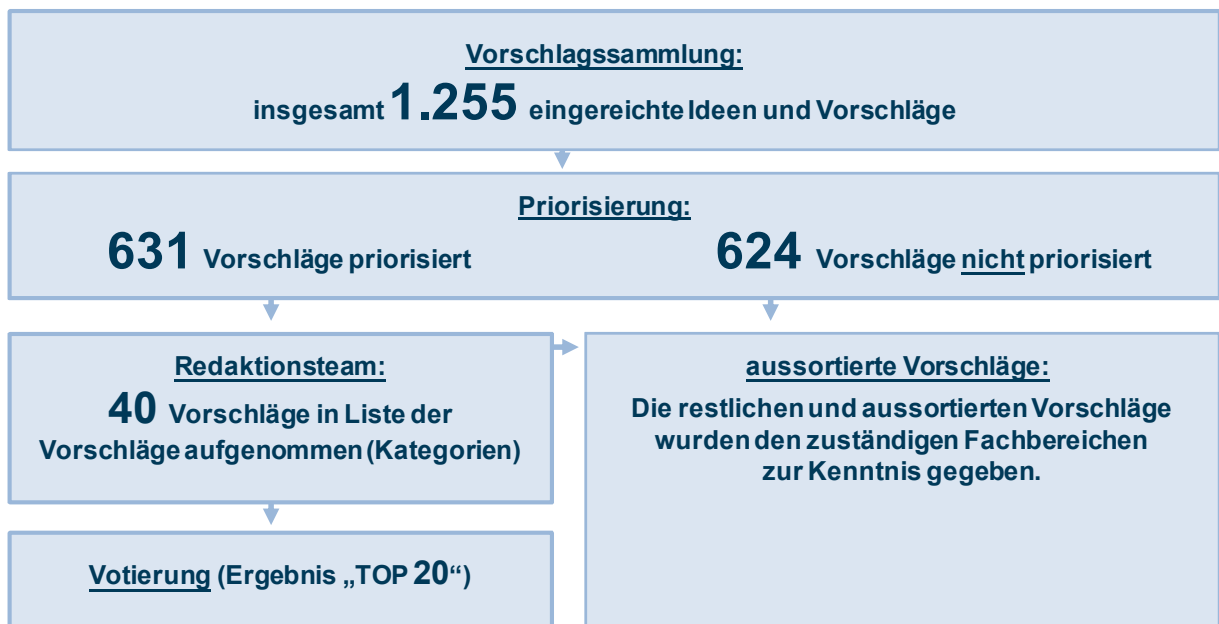 Vorschlagssammlung:
insgesamt 1.255 eingereichte Ideen und Vorschläge
Priorisierung:
631 Vorschläge priorisiert
624 Vorschläge nicht priorisiert
Redaktionsteam:
40 Vorschläge in Liste der
Vorschläge aufgenommen (Kategorien)
aussortierte Vorschläge:
Die restlichen und aussortierten Vorschläge
wurden den zuständigen Fachbereichen
zur Kenntnis gegeben.
Votierung (Ergebnis „TOP 20“)